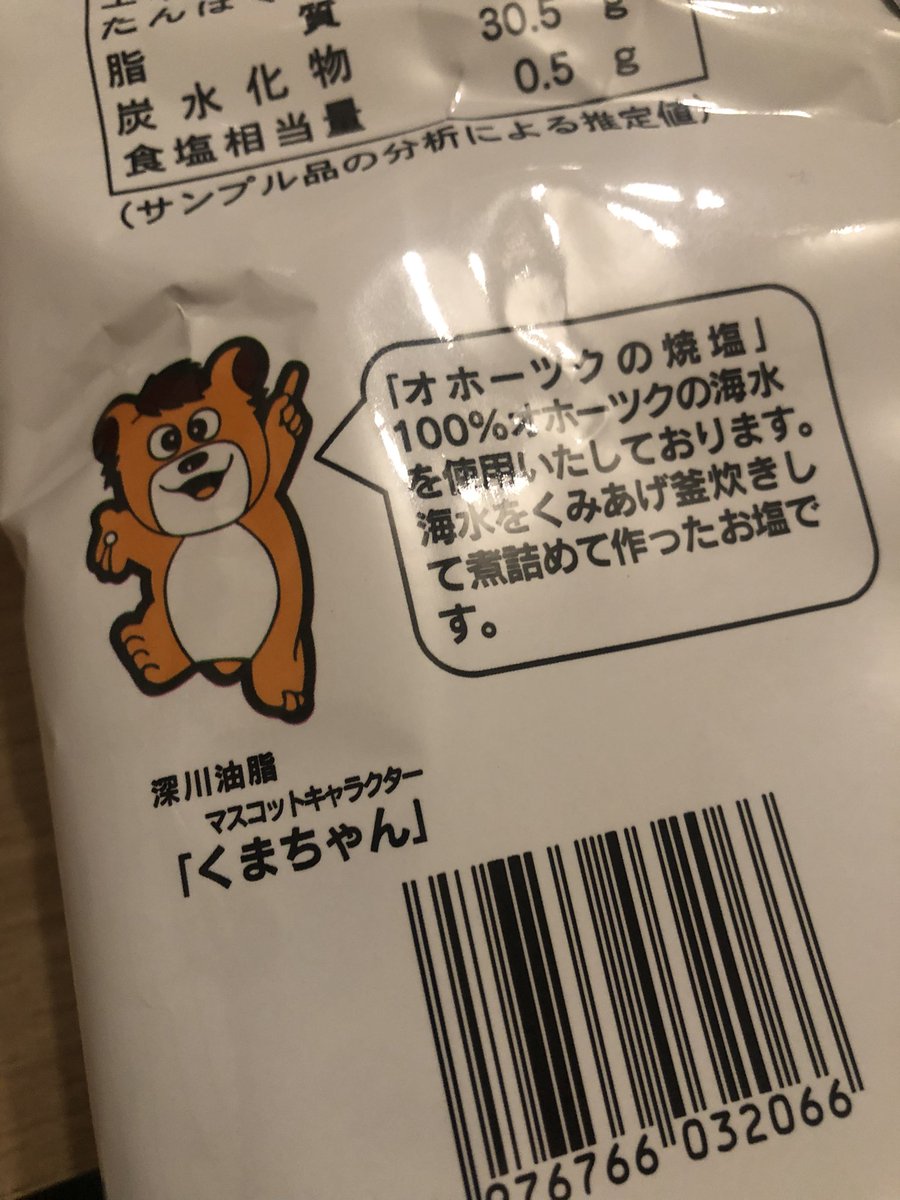 たんぱく
脂質
炭水化物 30.5 g
食塩相当量 0.5 g
(サンプル品の分析による推定値)
「オホーツクの焼塩」
100%オホーツクの海水
を使用いたしております。
海水をくみあげ釜炊きし
て煮詰めて作ったお塩で
す。
深川油脂
マスコットキャラクター
「くまちゃん」
976766 032066